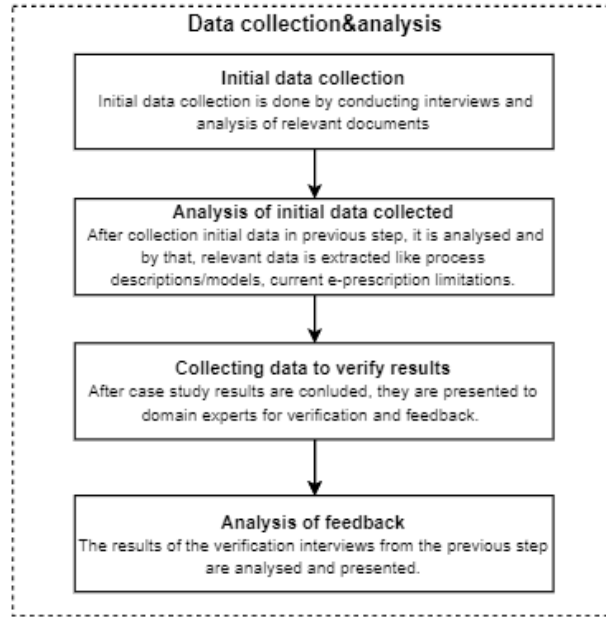 Data collection&analysis
Initial data collection
Initial data collection is done by conducting interviews and
analysis of relevant documents
Analysis of initial data collected
After collection initial data in previous step, it is analysed and
by that, relevant data is extracted like process
descriptions/models, current e-prescription limitations.
Collecting data to verify results
After case study results are conluded, they are presented to
domain experts for verification and feedback.
Analysis of feedback
The results of the verification interviews from the previous step
are analysed and presented.